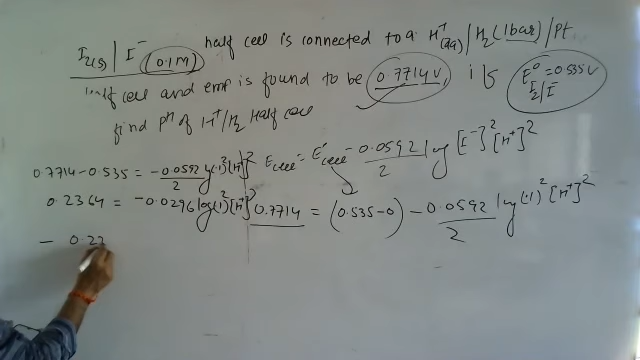 I₂(s) | I⁻ (0.1M) half cell is connected to a H⁺(aq) / H₂ (1bar) / Pt
half cell and emf is found to be 0.7714V if E° I₂/I⁻ = 0.535V
find pH of H⁺/H₂ Half cell
Ecell = E°cell - 0.0592/2 log [I⁻]² [H⁺]²
0.7714 = (0.535-0) - 0.0592/2 log (.1)² [H⁺]²
0.7714-0.535 = -0.0592/2 log(.1)² [H⁺]²
0.2364 = -0.0296 log(.1)² [H⁺]²
- 0.23